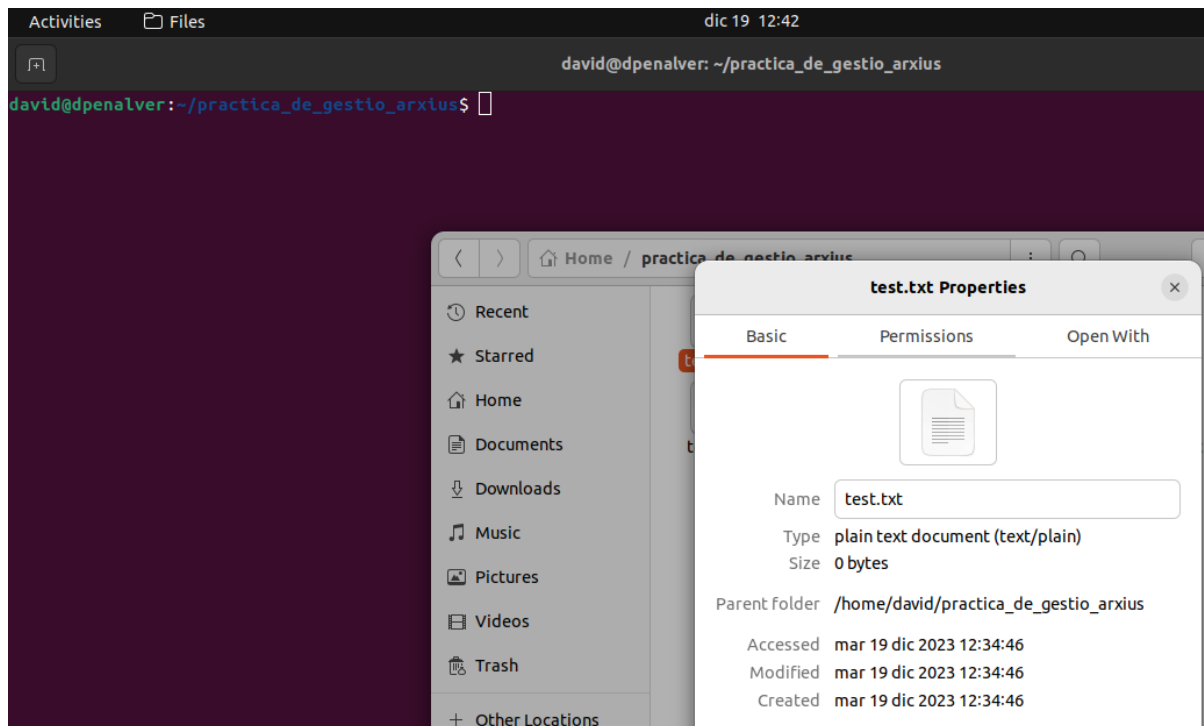 Activities Files dic 19 12:42
david@dpenalver: ~/practica_de_gestio_arxius
david@dpenalver:~/practica_de_gestio_arxius$
Home / practica_de_gestio_arxius
test.txt Properties
Basic Permissions Open With
Recent
Starred
Home
Documents
Downloads
Music
Pictures
Videos
Trash
+ Other Locations
Name test.txt
Type plain text document (text/plain)
Size 0 bytes
Parent folder /home/david/practica_de_gestio_arxius
Accessed mar 19 dic 2023 12:34:46
Modified mar 19 dic 2023 12:34:46
Created mar 19 dic 2023 12:34:46